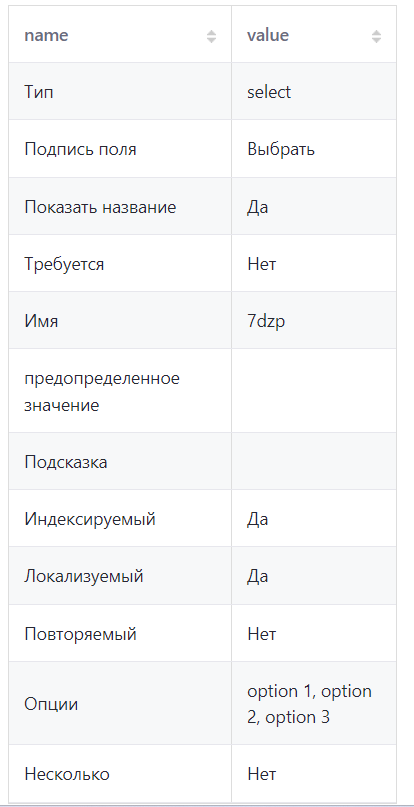 name value
Тип select
Подпись поля Выбрать
Показать название Да
Требуется Нет
Имя 7dzp
предопределенное
значение
Подсказка
Индексируемый Да
Локализуемый Да
Повторяемый Нет
Опции option 1, option
2, option 3
Несколько Нет